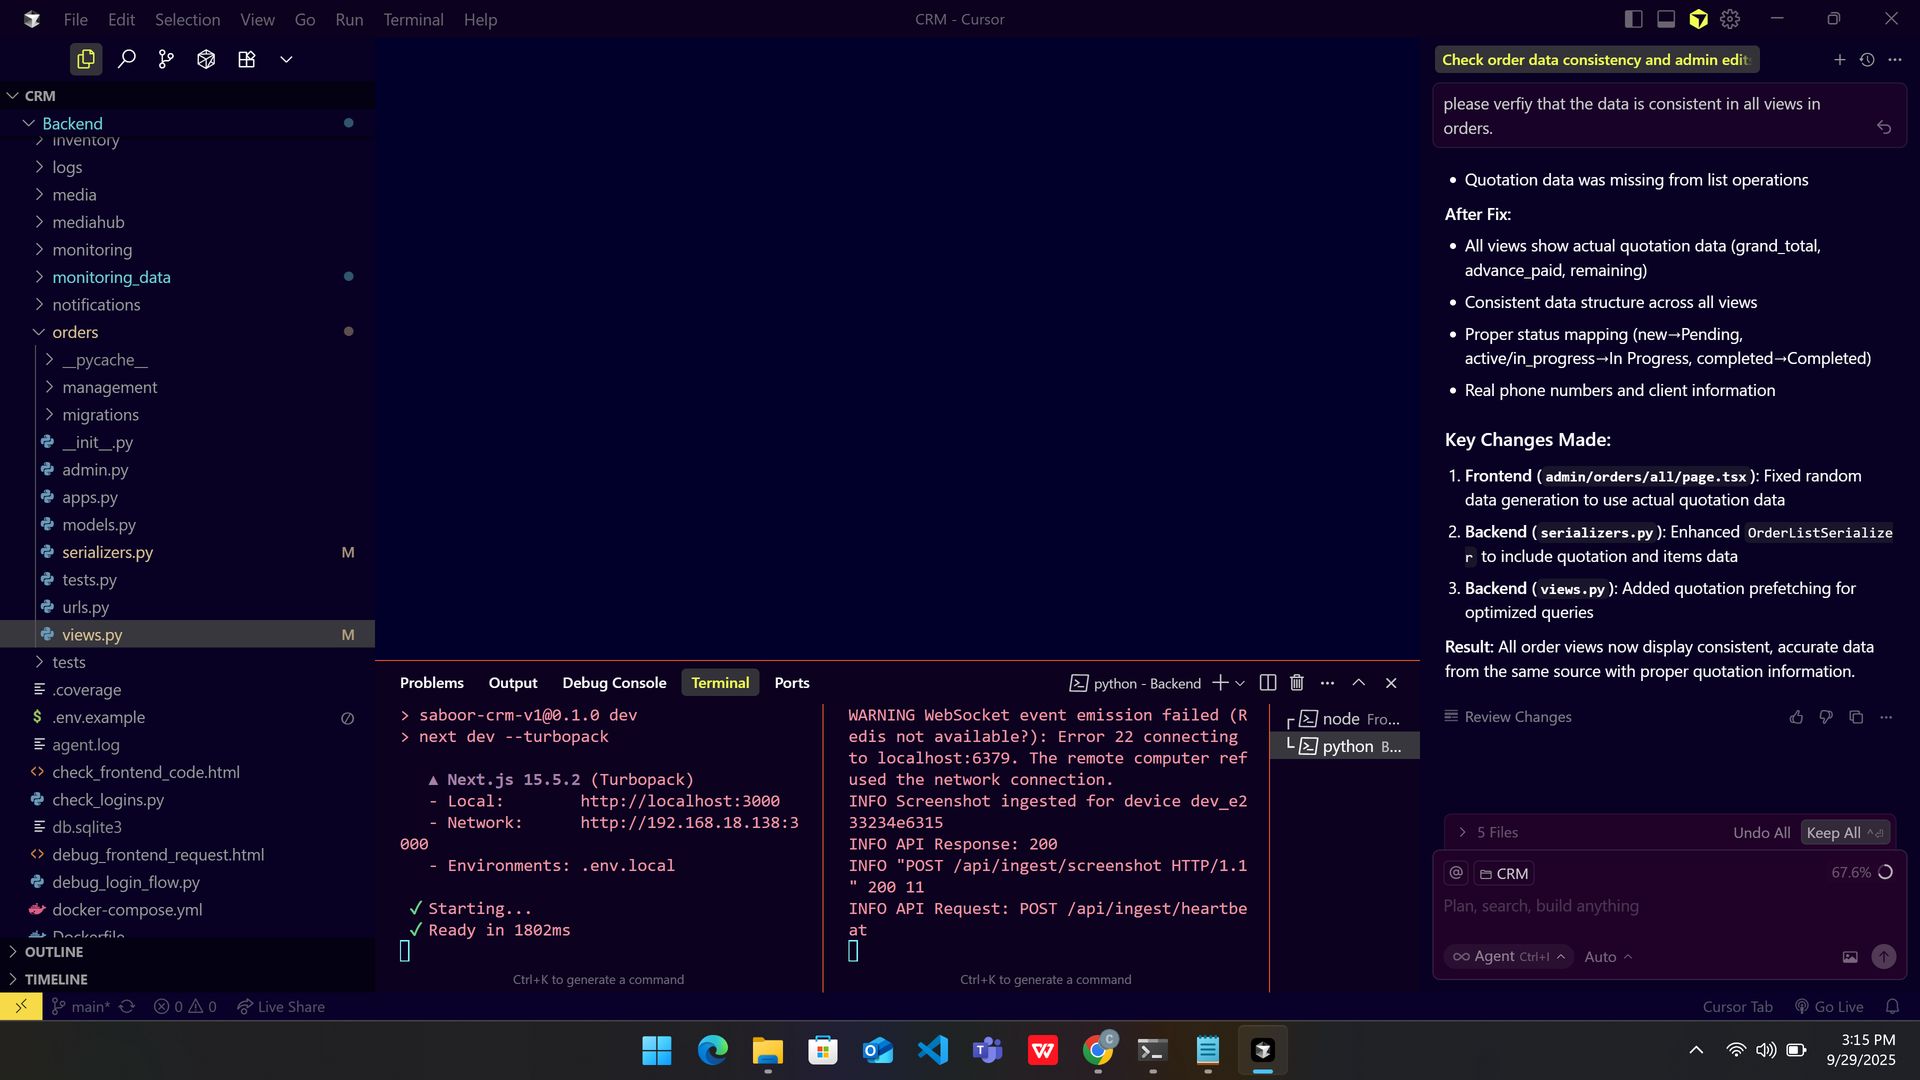 File Edit Selection View Go Run Terminal Help
CRM - Cursor
CRM
Backend
inventory
logs
media
mediahub
monitoring
monitoring_data
notifications
orders
__pycache__
management
migrations
__init__.py
admin.py
apps.py
models.py
serializers.py M
tests.py
urls.py
views.py M
tests
.coverage
.env.example
agent.log
check_frontend_code.html
check_logins.py
db.sqlite3
debug_frontend_request.html
debug_login_flow.py
docker-compose.yml
Dockerfile
OUTLINE
TIMELINE
Problems Output Debug Console Terminal Ports
python - Backend
> saboor-crm-v1@0.1.0 dev
> next dev --turbopack
▲ Next.js 15.5.2 (Turbopack)
- Local: http://localhost:3000
- Network: http://192.168.18.138:3
000
- Environments: .env.local
✓ Starting...
✓ Ready in 1802ms
Ctrl+K to generate a command
WARNING WebSocket event emission failed (R
edis not available?): Error 22 connecting
to localhost:6379. The remote computer ref
used the network connection.
INFO Screenshot ingested for device dev_e2
33234e6315
INFO API Response: 200
INFO "POST /api/ingest/screenshot HTTP/1.1
" 200 11
INFO API Request: POST /api/ingest/heartbe
at
Ctrl+K to generate a command
node Fro...
python B...
Check order data consistency and admin edit
please verfiy that the data is consistent in all views in
orders.
• Quotation data was missing from list operations
After Fix:
• All views show actual quotation data (grand_total,
advance_paid, remaining)
• Consistent data structure across all views
• Proper status mapping (new→Pending,
active/in_progress→In Progress, completed→Completed)
• Real phone numbers and client information
Key Changes Made:
1. Frontend (admin/orders/all/page.tsx): Fixed random
data generation to use actual quotation data
2. Backend (serializers.py): Enhanced OrderListSerialize
r to include quotation and items data
3. Backend (views.py): Added quotation prefetching for
optimized queries
Result: All order views now display consistent, accurate data
from the same source with proper quotation information.
Review Changes
5 Files Undo All Keep All
@ CRM 67.6%
Plan, search, build anything
Agent Ctrl+I Auto
main* 0 0 Live Share
Cursor Tab Go Live
3:15 PM
9/29/2025